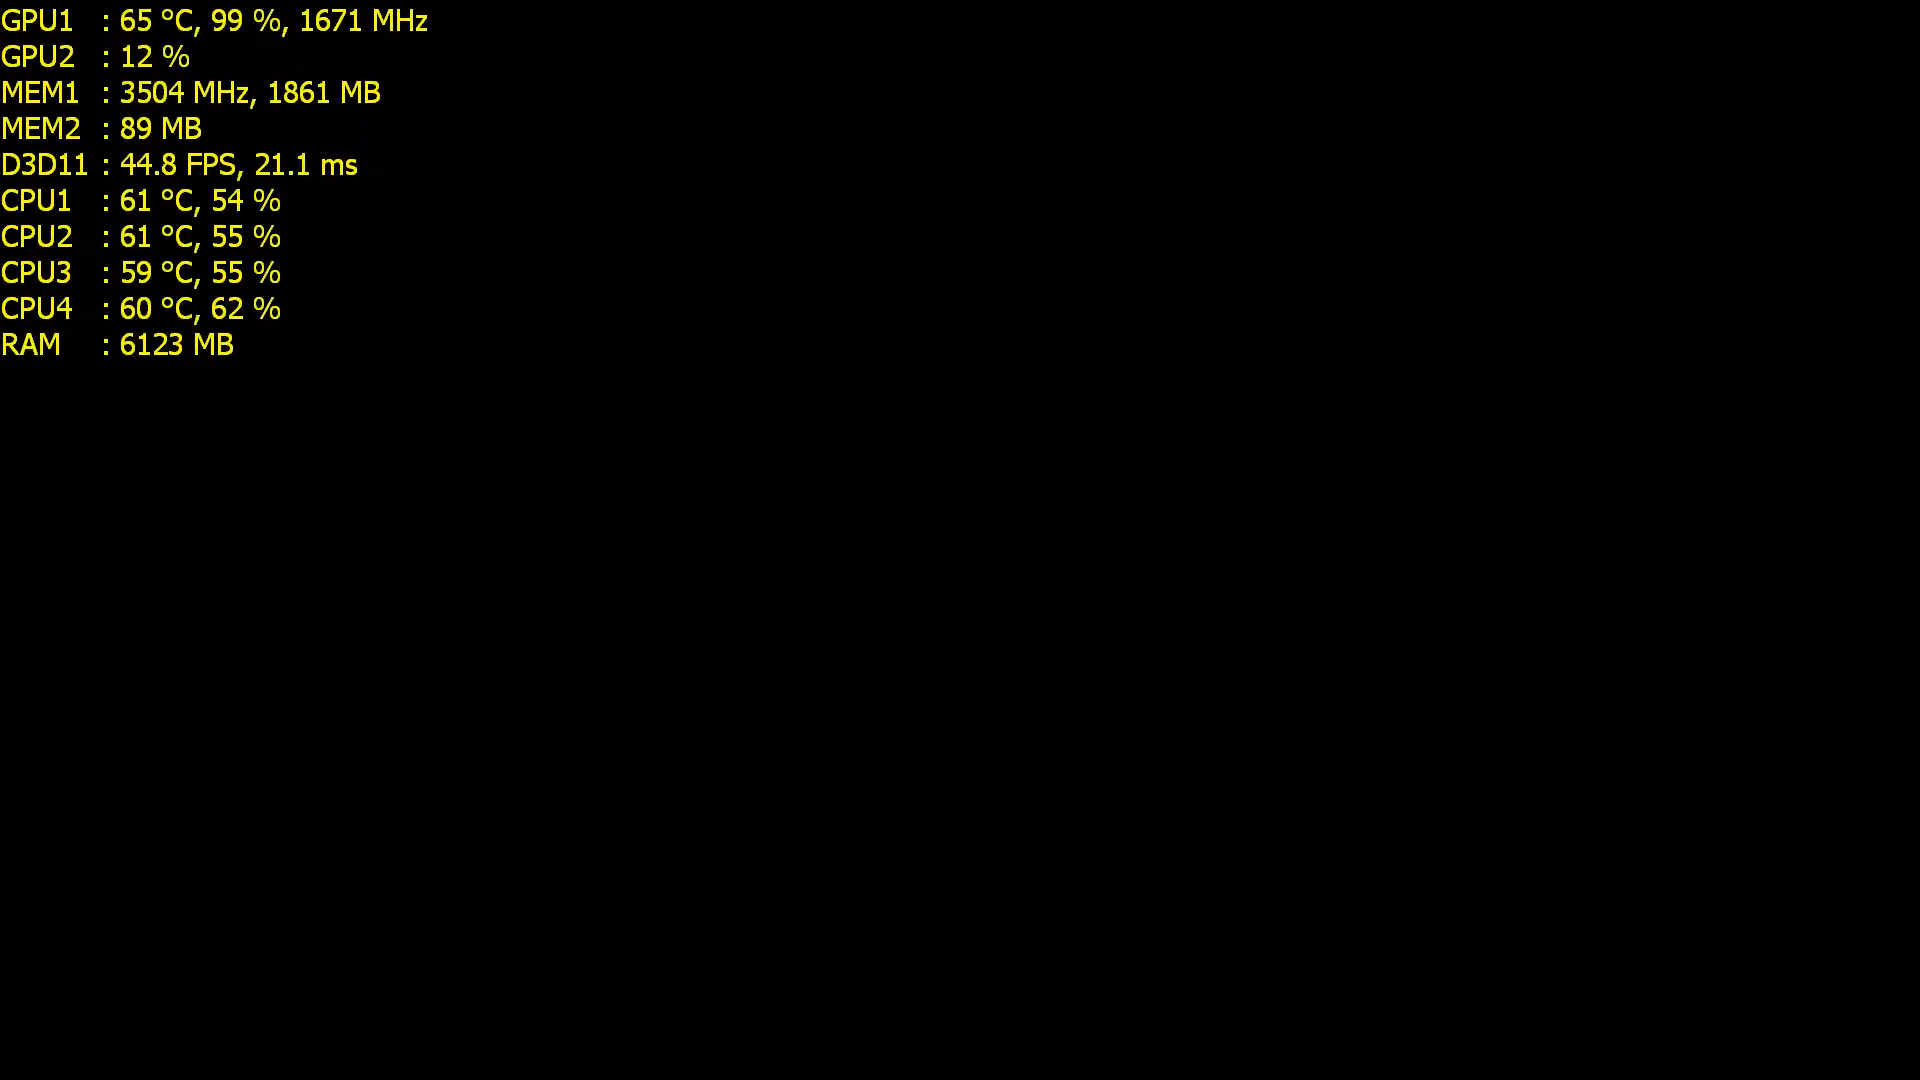 GPU1 : 65 °C, 99 %, 1671 MHz
GPU2 : 12 %
MEM1 : 3504 MHz, 1861 MB
MEM2 : 89 MB
D3D11 : 44.8 FPS, 21.1 ms
CPU1 : 61 °C, 54 %
CPU2 : 61 °C, 55 %
CPU3 : 59 °C, 55 %
CPU4 : 60 °C, 62 %
RAM : 6123 MB